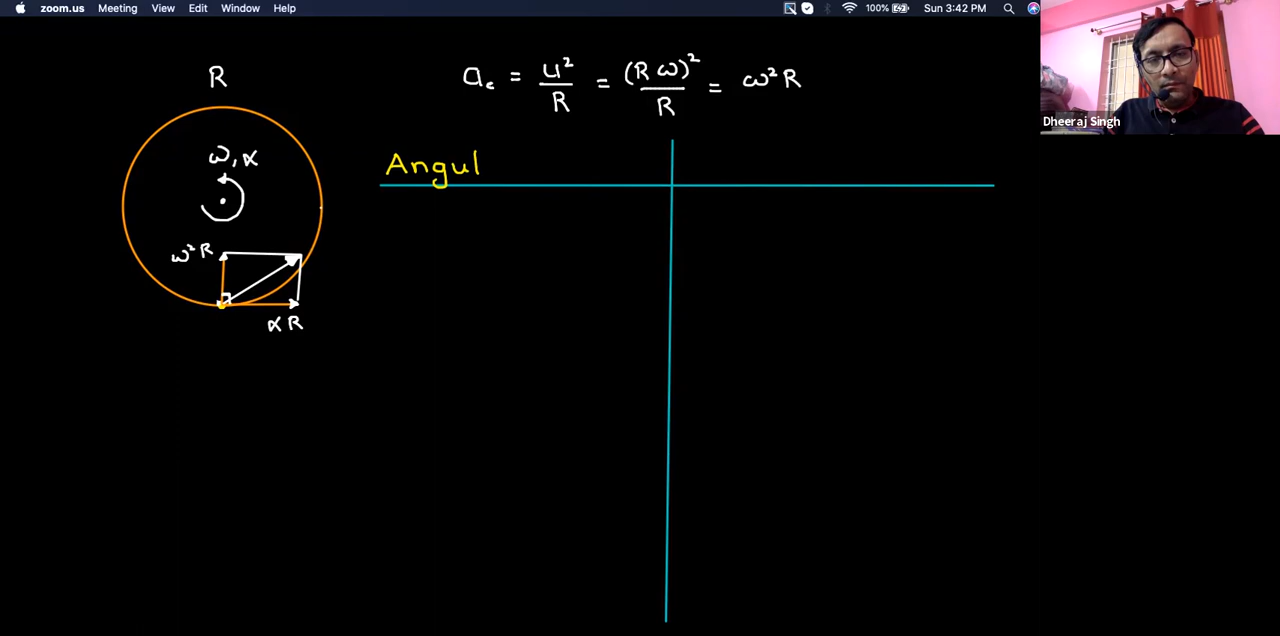 zoom.us Meeting View Edit Window Help 100% Sun 3:42 PM
Dheeraj Singh
R
a_c = u²/R = (Rω)²/R = ω²R
ω, α
Angul
ω²R
αR